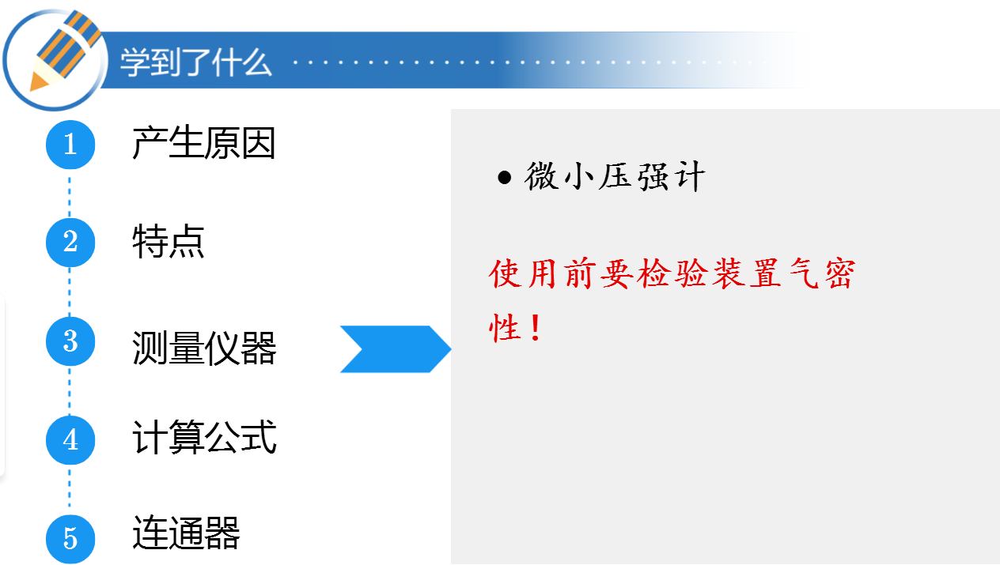 学到了什么
1 产生原因
2 特点
3 测量仪器
4 计算公式
5 连通器
• 微小压强计
使用前要检验装置气密
性！